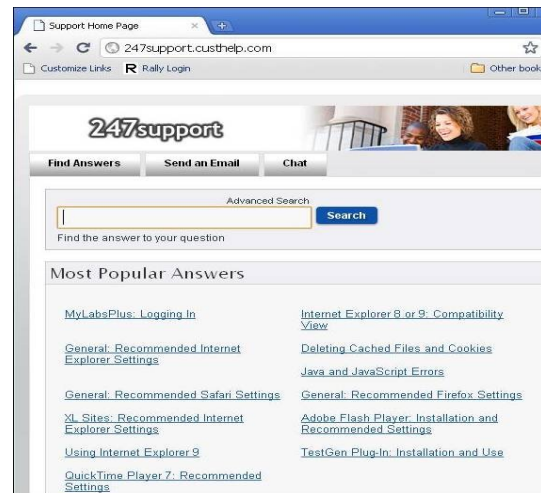 Support Home Page
247support.custhelp.com
Customize Links R Rally Login Other book
247support
Find Answers Send an Email Chat
Advanced Search
Search
Find the answer to your question
Most Popular Answers
MyLabsPlus: Logging In
Internet Explorer 8 or 9: Compatibility
View
General: Recommended Internet
Explorer Settings
Deleting Cached Files and Cookies
Java and JavaScript Errors
General: Recommended Safari Settings
General: Recommended Firefox Settings
XL Sites: Recommended Internet
Explorer Settings
Adobe Flash Player: Installation and
Recommended Settings
Using Internet Explorer 9
TestGen Plug-In: Installation and Use
QuickTime Player 7: Recommended
Settings